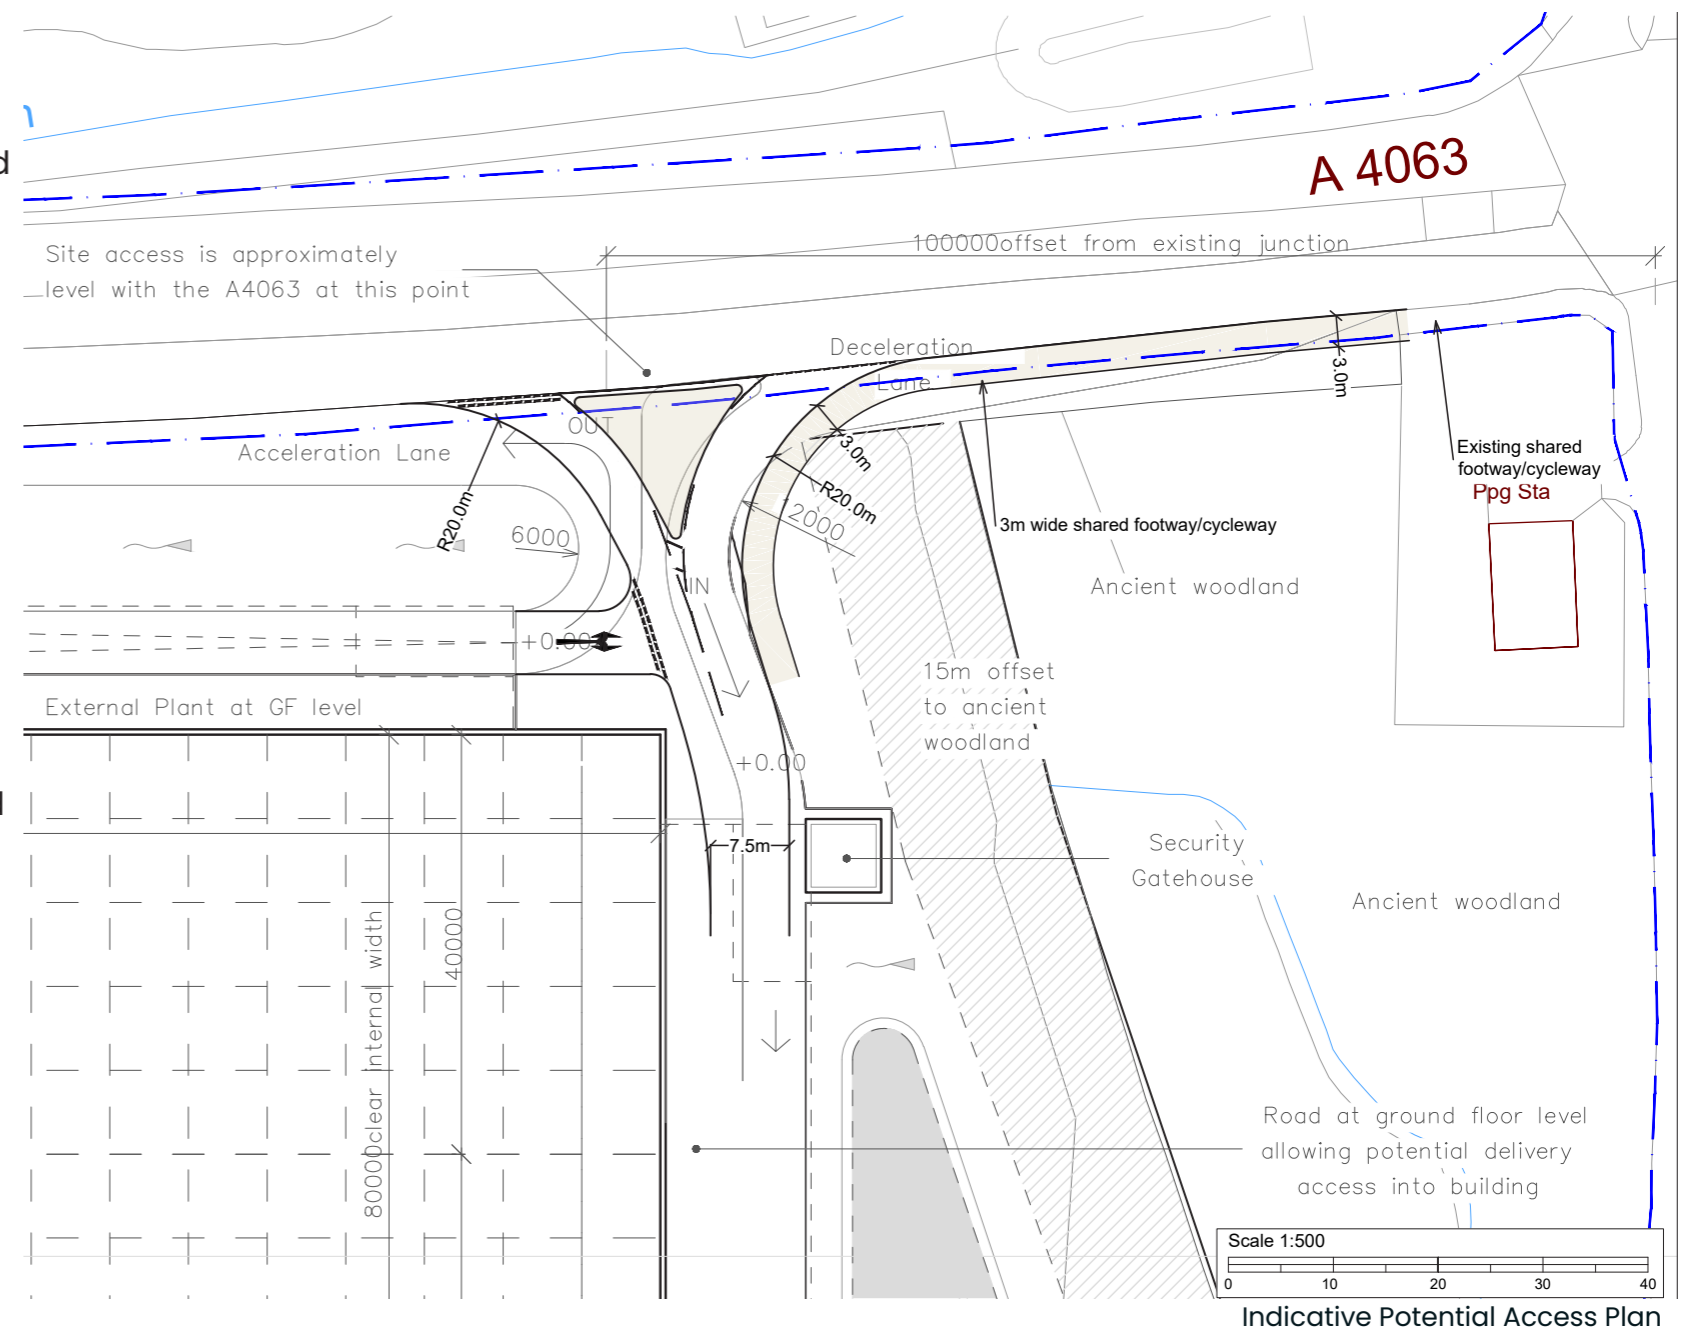 A 4063
100000offset from existing junction
Site access is approximately
level with the A4063 at this point
Deceleration
Lane
3.0m
OUT
Acceleration Lane
3.0m
R20.0m
R20.0m
2000
6000
3m wide shared footway/cycleway
Existing shared
footway/cycleway
Ppg Sta
IN
Ancient woodland
+0.00
15m offset
to ancient
woodland
External Plant at GF level
+0.00
7.5m
Security
Gatehouse
Ancient woodland
80000clear internal width
40000
Road at ground floor level
allowing potential delivery
access into building
Scale 1:500
0 10 20 30 40
Indicative Potential Access Plan